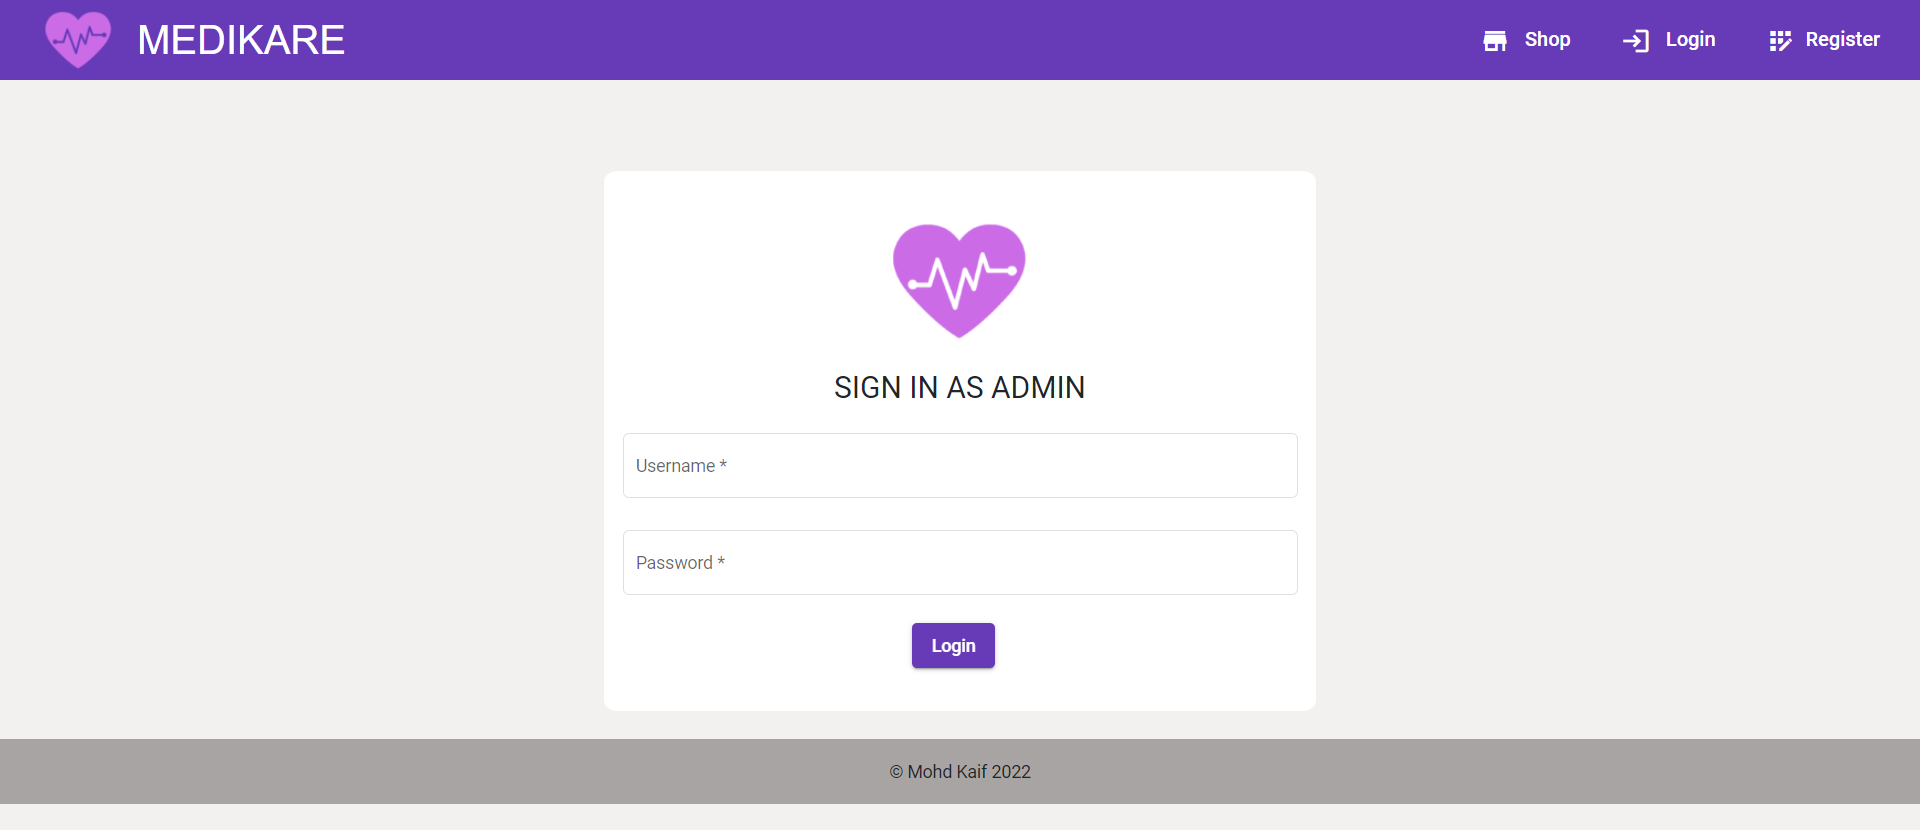 MEDIKARE
Shop
Login
Register
SIGN IN AS ADMIN
Username *
Password *
Login
© Mohd Kaif 2022